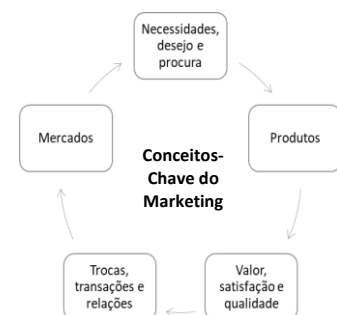 Necessidades,
desejo e
procura
Mercados
Produtos
Conceitos-
Chave do
Marketing
Trocas,
transações e
relações
Valor,
satisfação e
qualidade